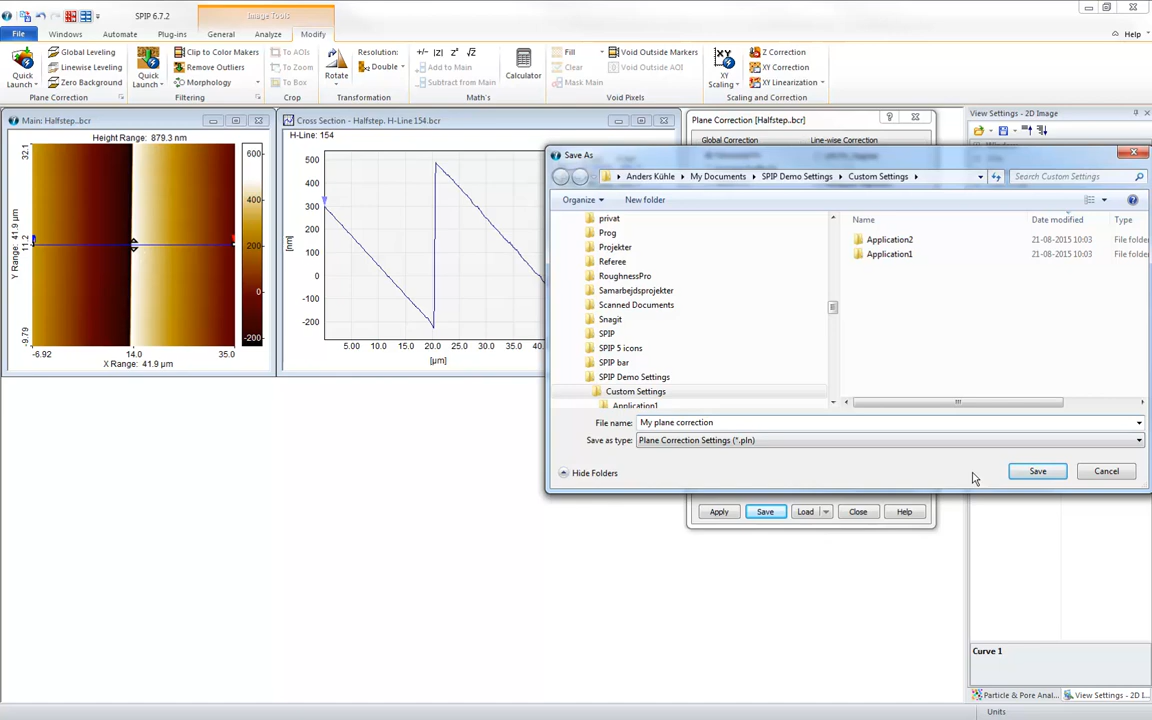 SPIP 6.7.2
Image Tools
File
Windows
Automate
Plug-ins
General
Analyze
Modify
Help
Quick Launch
Global Leveling
Linewise Leveling
Zero Background
Plane Correction
Quick Launch
Clip to Color Makers
Remove Outliers
Morphology
Filtering
To AOIs
To Zoom
To Box
Crop
Rotate
Resolution:
Double
Transformation
+/- |z| z² √z
Add to Main
Subtract from Main
Calculator
Math's
Fill
Clear
Mask Main
Void Outside Markers
Void Outside AOI
Void Pixels
XY Scaling
Z Correction
XY Correction
XY Linearization
Scaling and Correction
Main: Halfstep..bcr
Height Range: 879.3 nm
32.1
11.2
-9.79
Y Range: 41.9 µm
-6.92 14.0 35.0
X Range: 41.9 µm
600
400
200
0
-200
Cross Section - Halfstep. H-Line 154.bcr
H-Line: 154
500
400
300
200
100
0
-100
-200
[nm]
5.00 10.0 15.0 20.0 25.0 30.0 35.0 40.
[µm]
Plane Correction [Halfstep..bcr]
Global Correction
Line-wise Correction
View Settings - 2D Image
Save As
Anders Kühle
My Documents
SPIP Demo Settings
Custom Settings
Search Custom Settings
Organize
New folder
privat
Prog
Projekter
Referee
RoughnessPro
Samarbejdsprojekter
Scanned Documents
Snagit
SPIP
SPIP 5 icons
SPIP bar
SPIP Demo Settings
Custom Settings
Application1
Name Date modified Type
Application2 21-08-2015 10:03 File folder
Application1 21-08-2015 10:03 File folder
File name: My plane correction
Save as type: Plane Correction Settings (*.pln)
Hide Folders
Save
Cancel
Apply
Save
Load
Close
Help
Curve 1
Particle & Pore Anal...
View Settings - 2D I...
Units